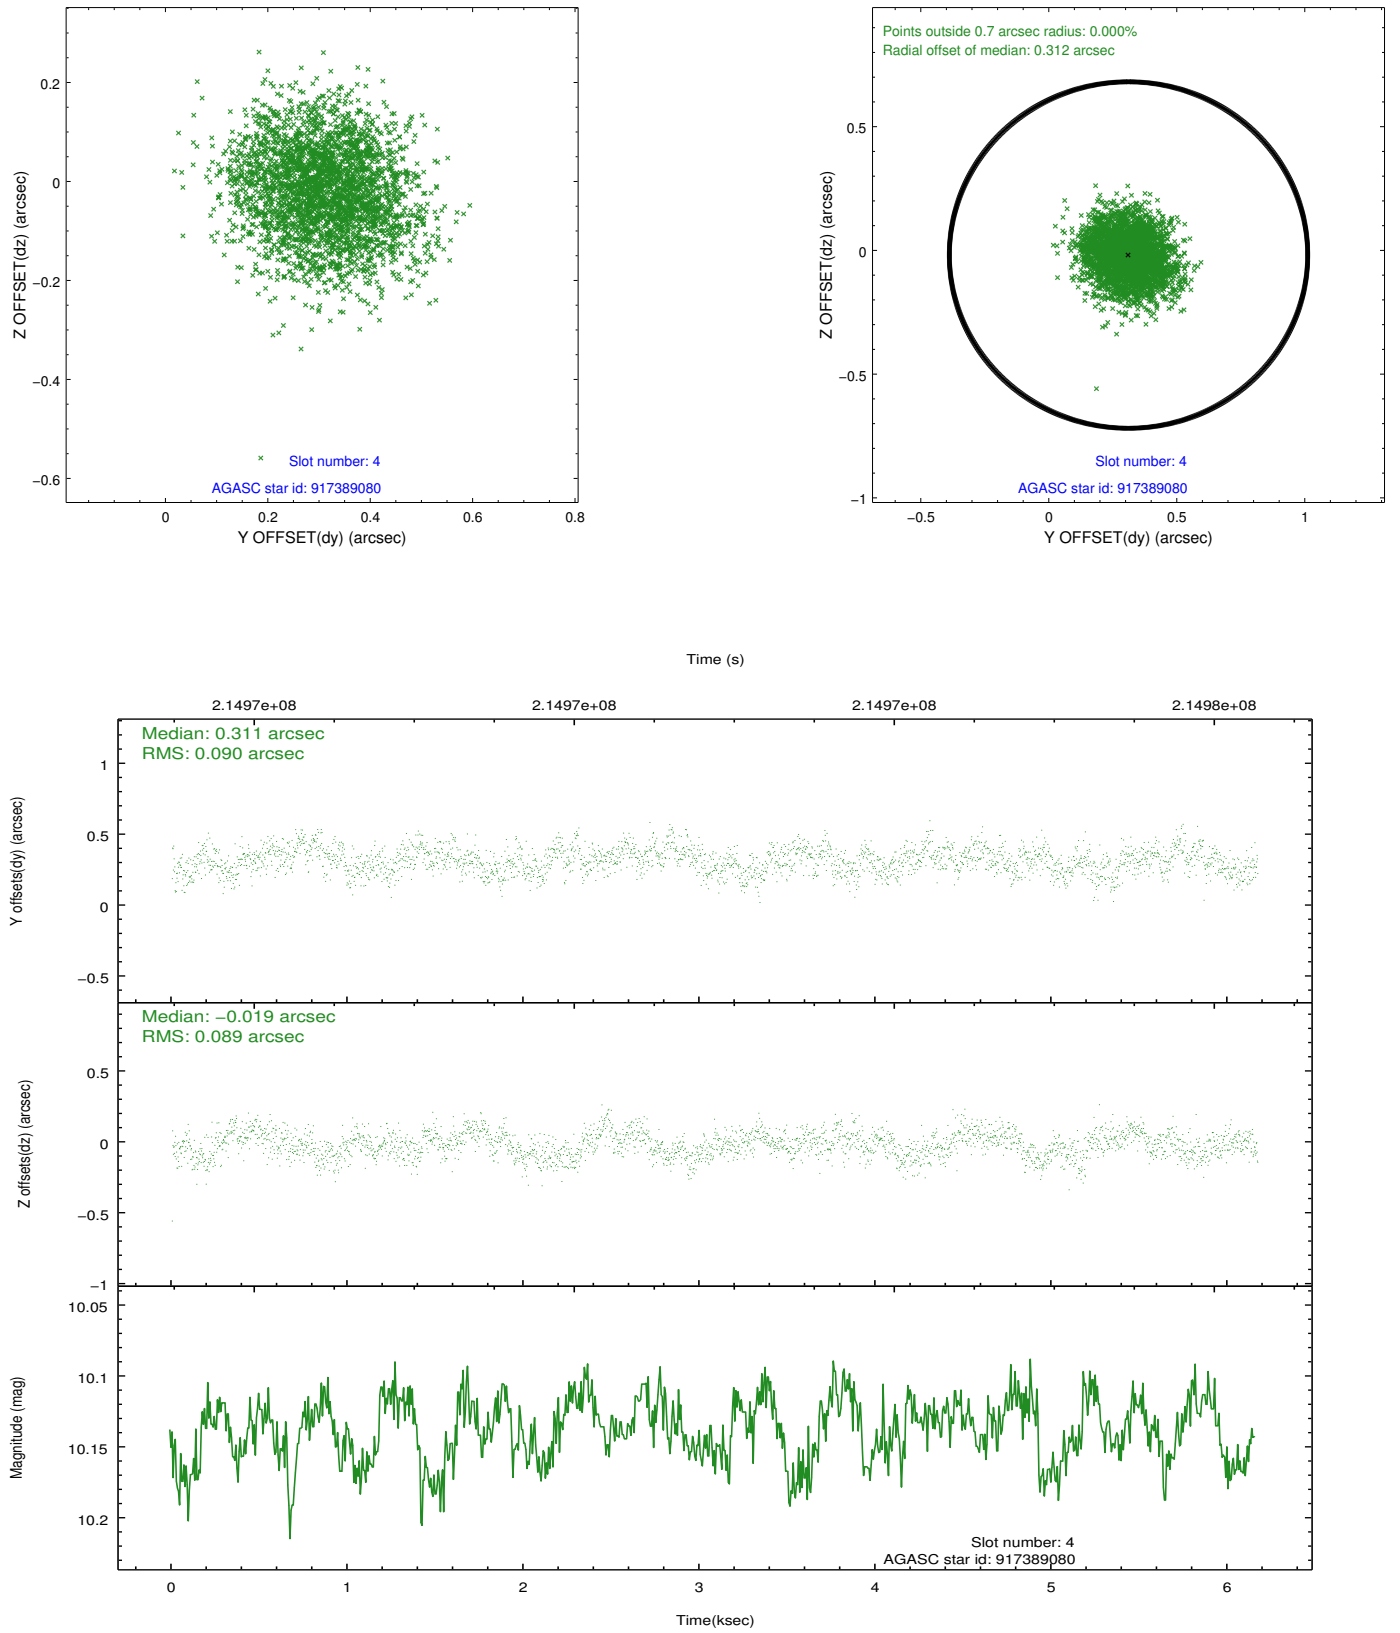 0.2
0
−0.2
−0.4
−0.6
Z OFFSET(dz) (arcsec)
Slot number: 4
AGASC star id: 917389080
0 0.2 0.4 0.6 0.8
Y OFFSET(dy) (arcsec)
Points outside 0.7 arcsec radius: 0.000%
Radial offset of median: 0.312 arcsec
0.5
0
−0.5
−1
Z OFFSET(dz) (arcsec)
Slot number: 4
AGASC star id: 917389080
−0.5 0 0.5 1
Y OFFSET(dy) (arcsec)
Time (s)
2.1497e+08 2.1497e+08 2.1497e+08 2.1498e+08
Median: 0.311 arcsec
RMS: 0.090 arcsec
1
0.5
0
−0.5
Y offsets(dy) (arcsec)
Median: −0.019 arcsec
RMS: 0.089 arcsec
0.5
0
−0.5
−1
Z offsets(dz) (arcsec)
10.05
10.1
10.15
10.2
Magnitude (mag)
Slot number: 4
AGASC star id: 917389080
0 1 2 3 4 5 6
Time(ksec)